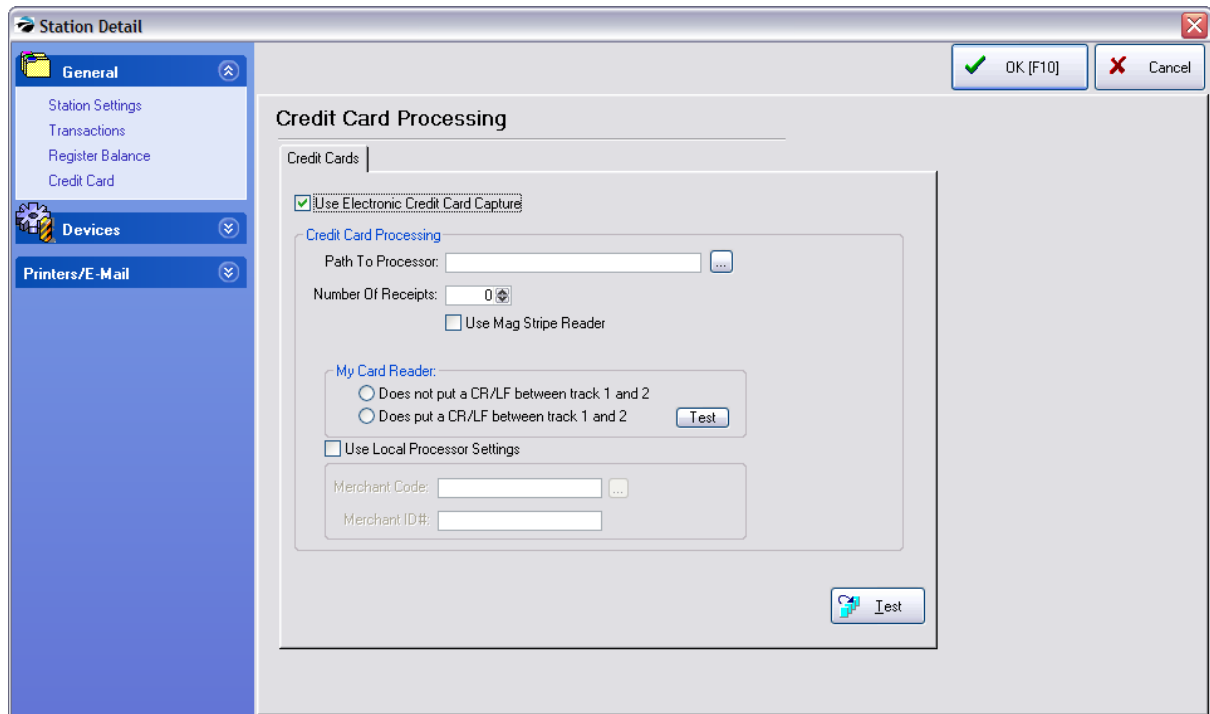 Station Detail
General
Station Settings
Transactions
Register Balance
Credit Card
Devices
Printers/E-Mail
OK [F10]
Cancel
Credit Card Processing
Credit Cards
Use Electronic Credit Card Capture
Credit Card Processing
Path To Processor:
...
Number Of Receipts: 0
Use Mag Stripe Reader
My Card Reader:
Does not put a CR/LF between track 1 and 2
Does put a CR/LF between track 1 and 2 Test
Use Local Processor Settings
Merchant Code: ...
Merchant ID#:
Test